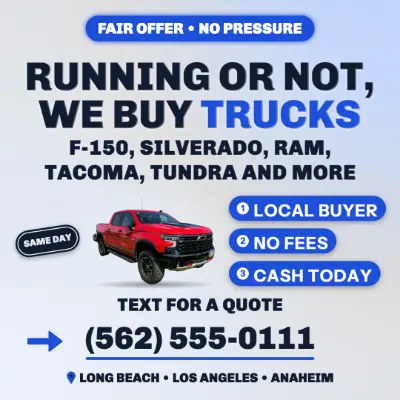 FAIR OFFER • NO PRESSURE
RUNNING OR NOT,
WE BUY TRUCKS
F-150, SILVERADO, RAM,
TACOMA, TUNDRA AND MORE
1 LOCAL BUYER
SAME DAY
2 NO FEES
3 CASH TODAY
TEXT FOR A QUOTE
(562) 555-0111
LONG BEACH • LOS ANGELES • ANAHEIM